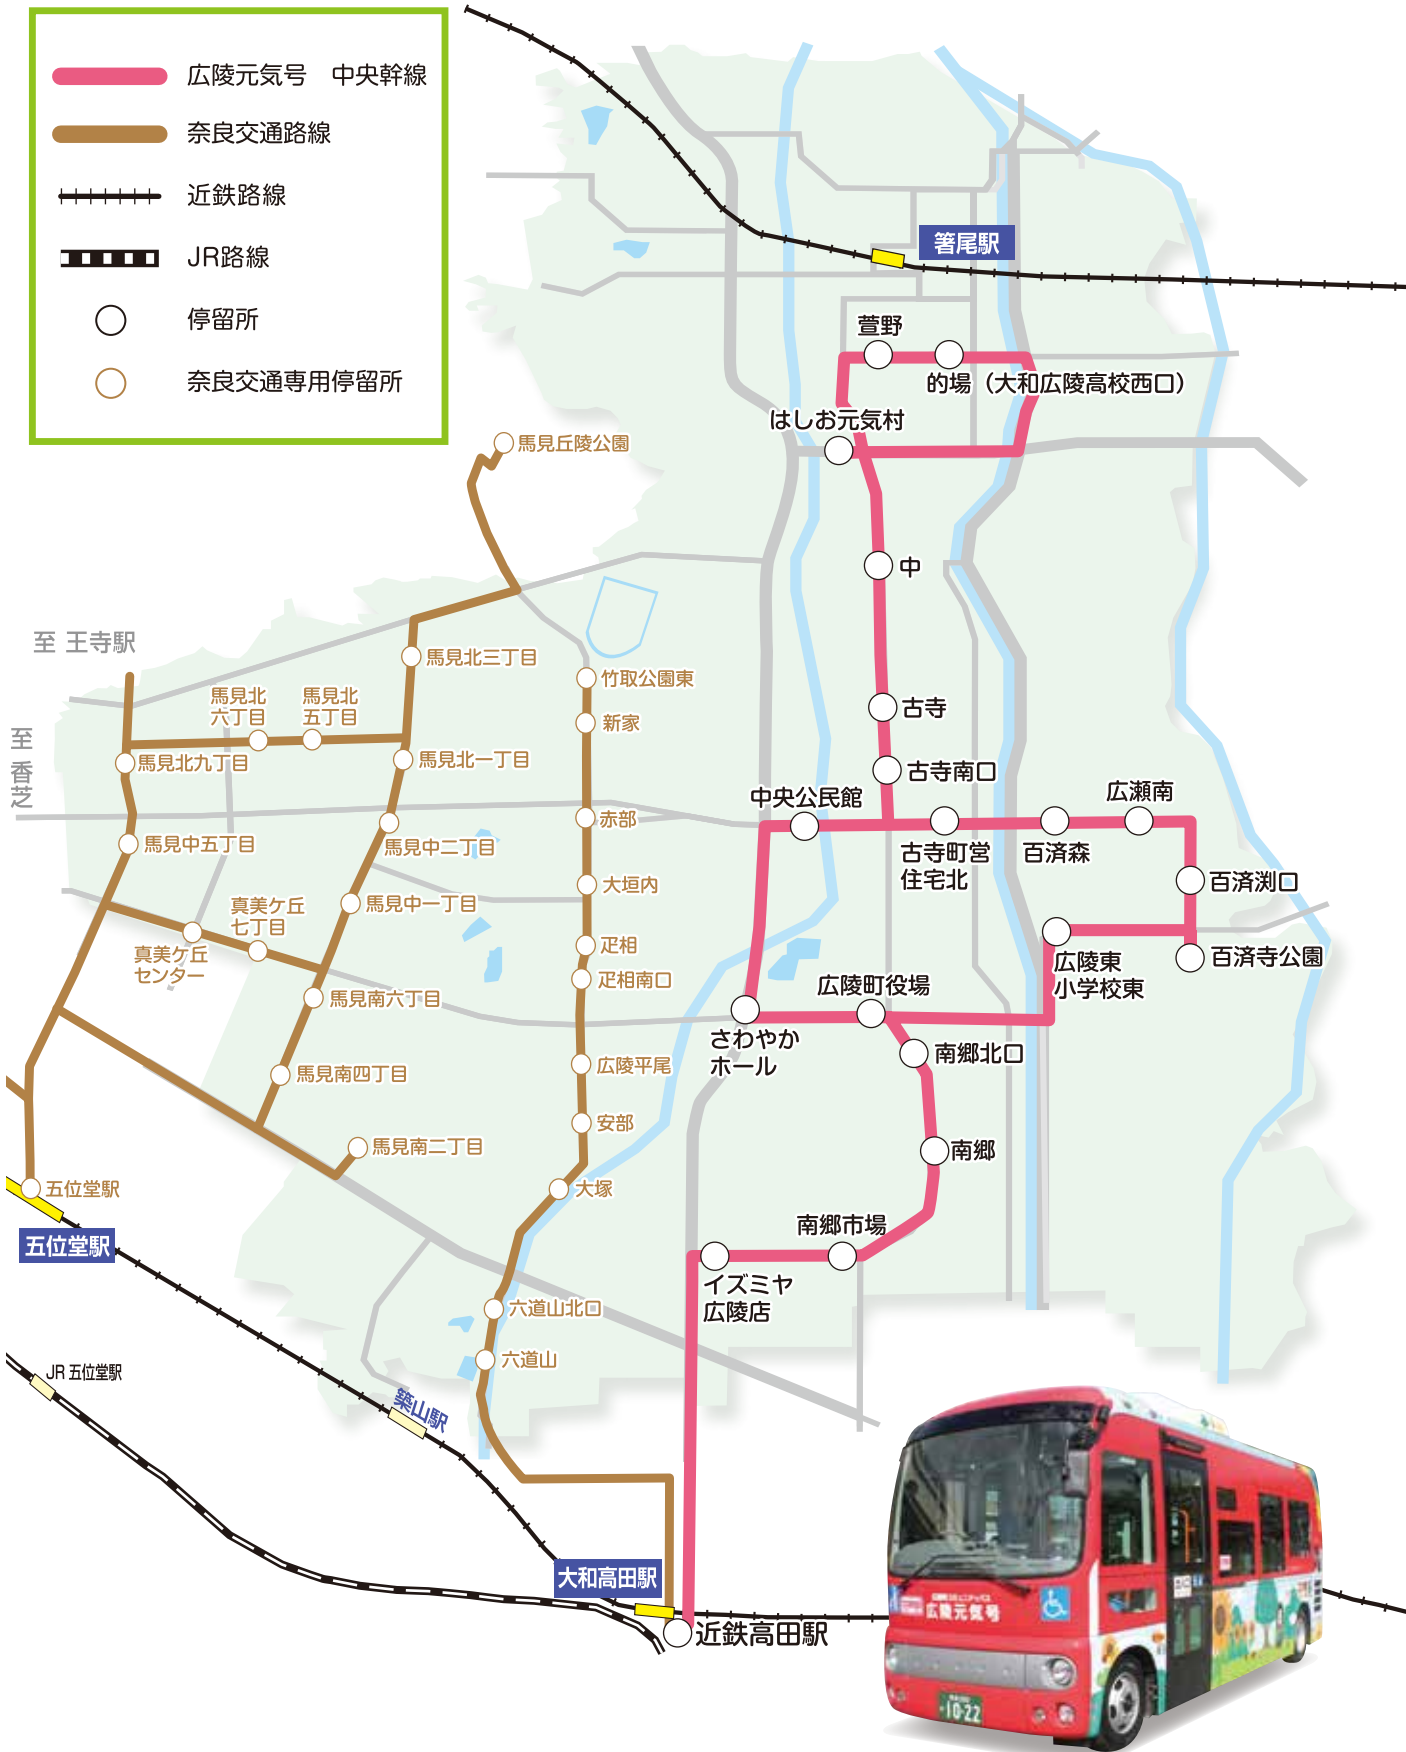 広陵元気号　中央幹線
奈良交通路線
近鉄路線
JR路線
停留所
奈良交通専用停留所
箸尾駅
萱野
的場（大和広陵高校西口）
はしお元気村
馬見丘陵公園
中
至 王寺駅
馬見北三丁目
竹取公園東
馬見北
六丁目
馬見北
五丁目
古寺
新家
至 香芝
馬見北九丁目
馬見北一丁目
古寺南口
中央公民館
広瀬南
赤部
馬見中五丁目
馬見中二丁目
古寺町営
住宅北
百済森
大垣内
百済渕口
真美ケ丘
七丁目
馬見中一丁目
疋相
真美ケ丘
センター
百済寺公園
広陵東
小学校東
疋相南口
広陵町役場
馬見南六丁目
さわやか
ホール
南郷北口
広陵平尾
馬見南四丁目
安部
馬見南二丁目
南郷
五位堂駅
大塚
南郷市場
五位堂駅
イズミヤ
広陵店
六道山北口
六道山
JR 五位堂駅
築山駅
大和高田駅
近鉄高田駅
広陵元気号
10-22